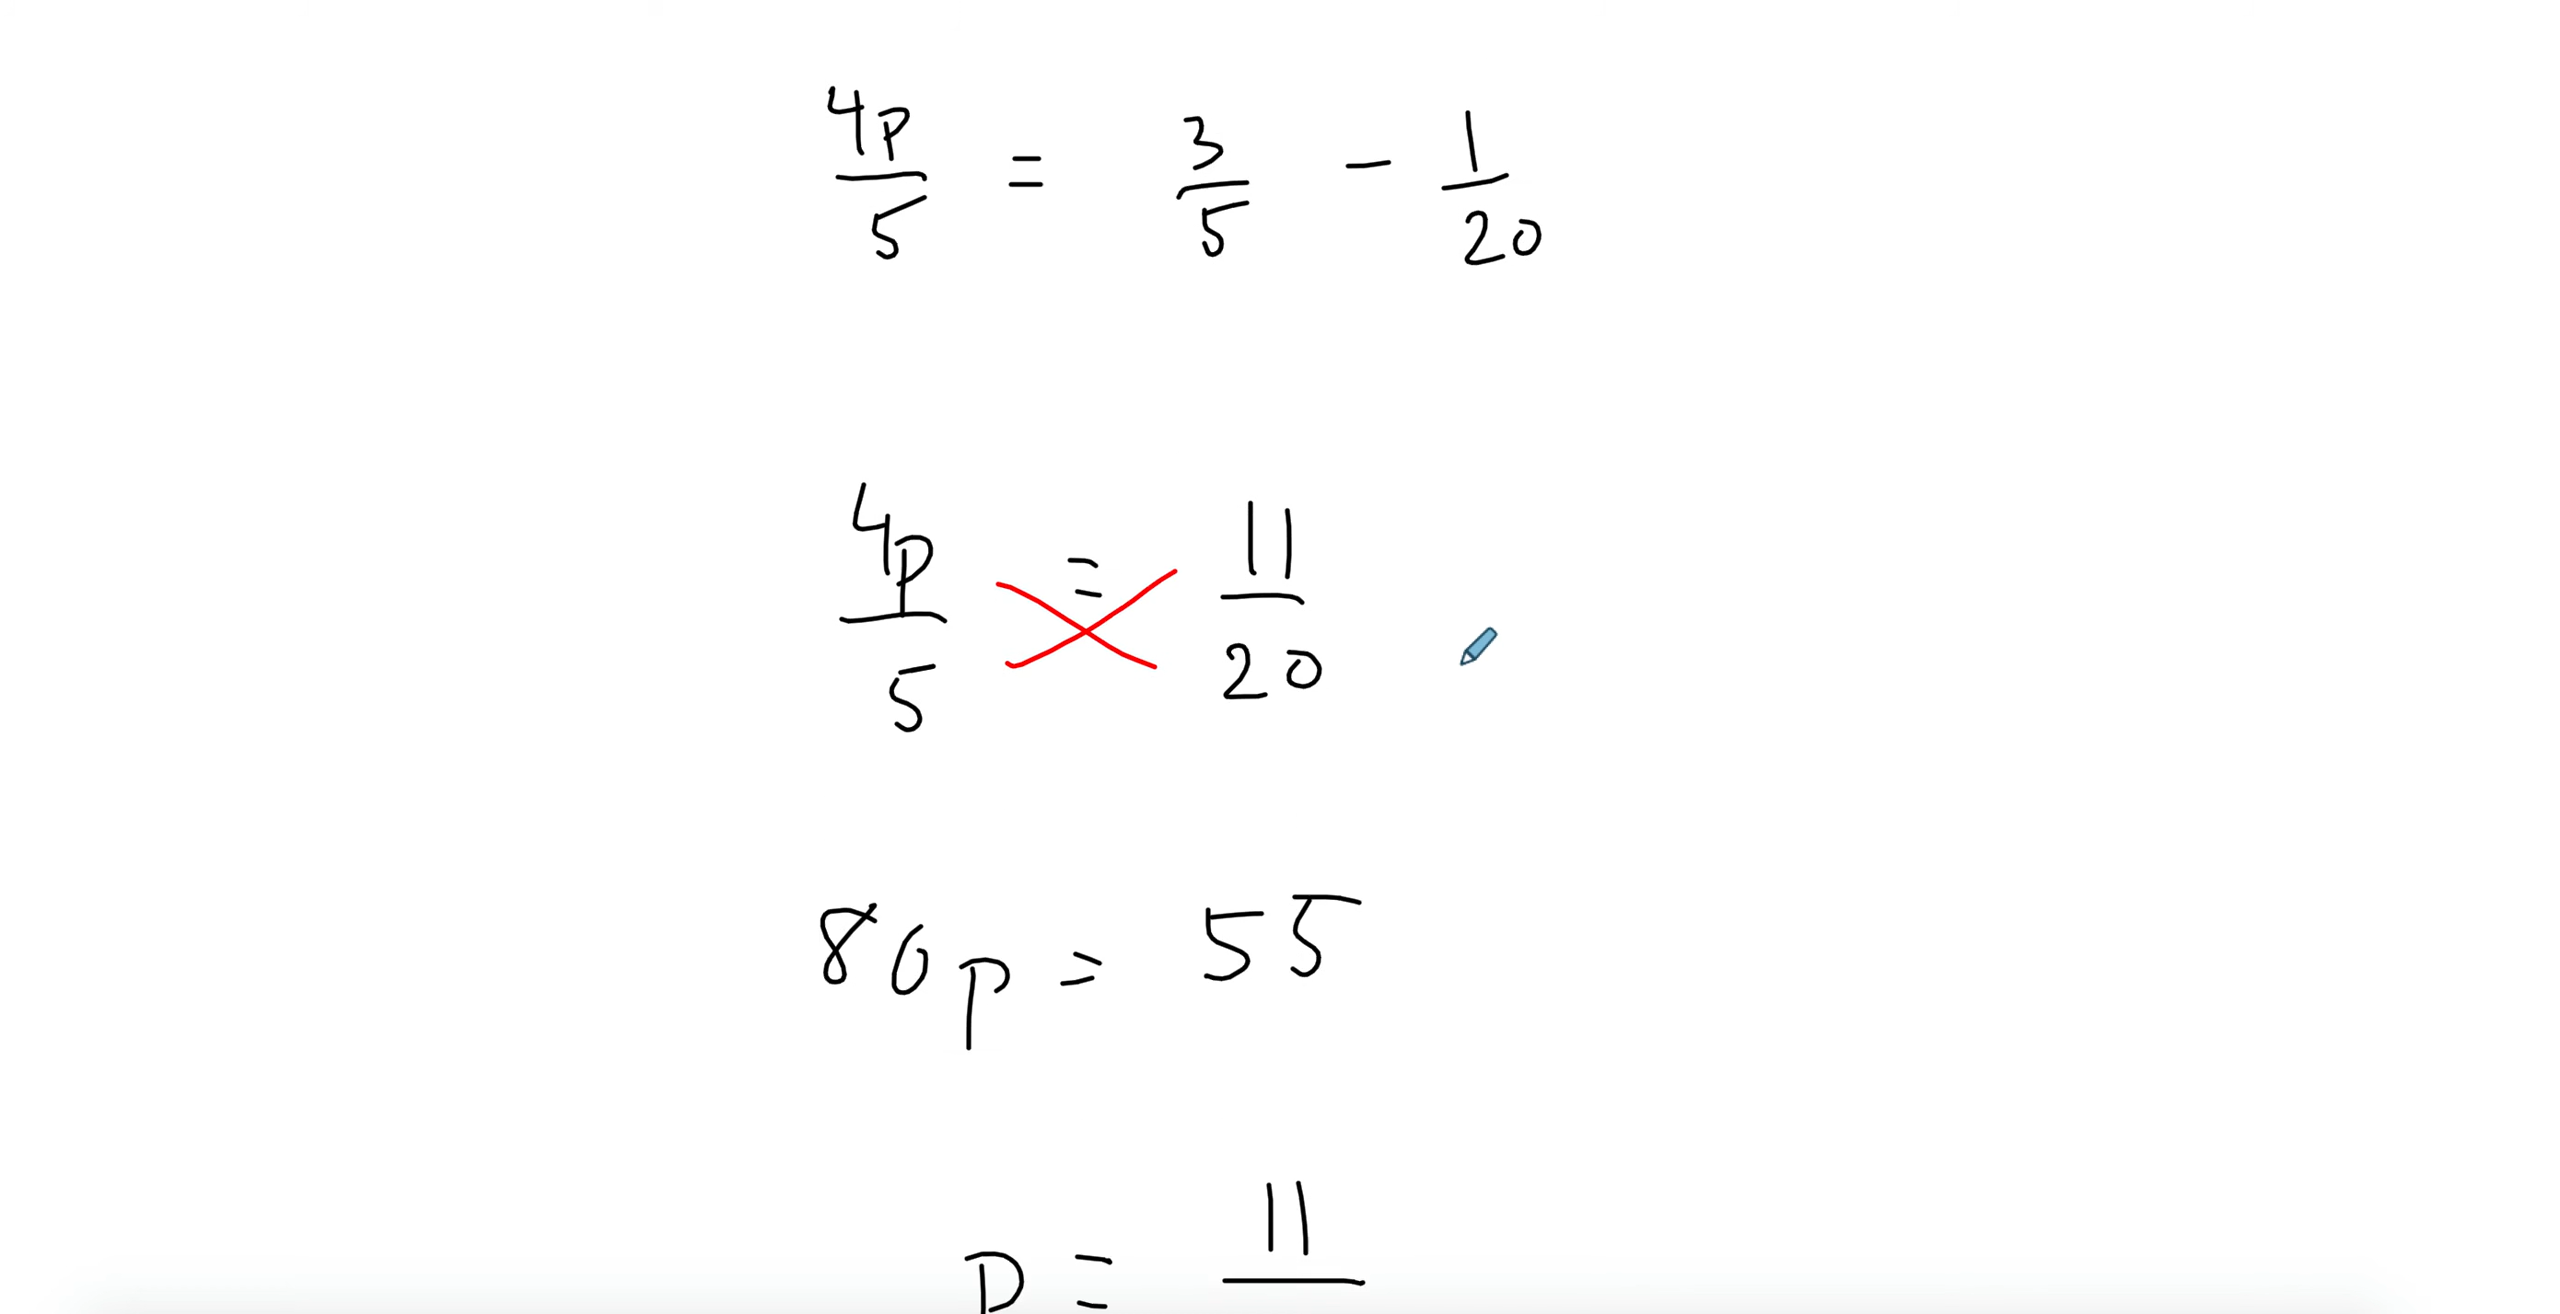 4p/5 = 3/5 - 1/20
4p/5 = 11/20
80p = 55
p = 11